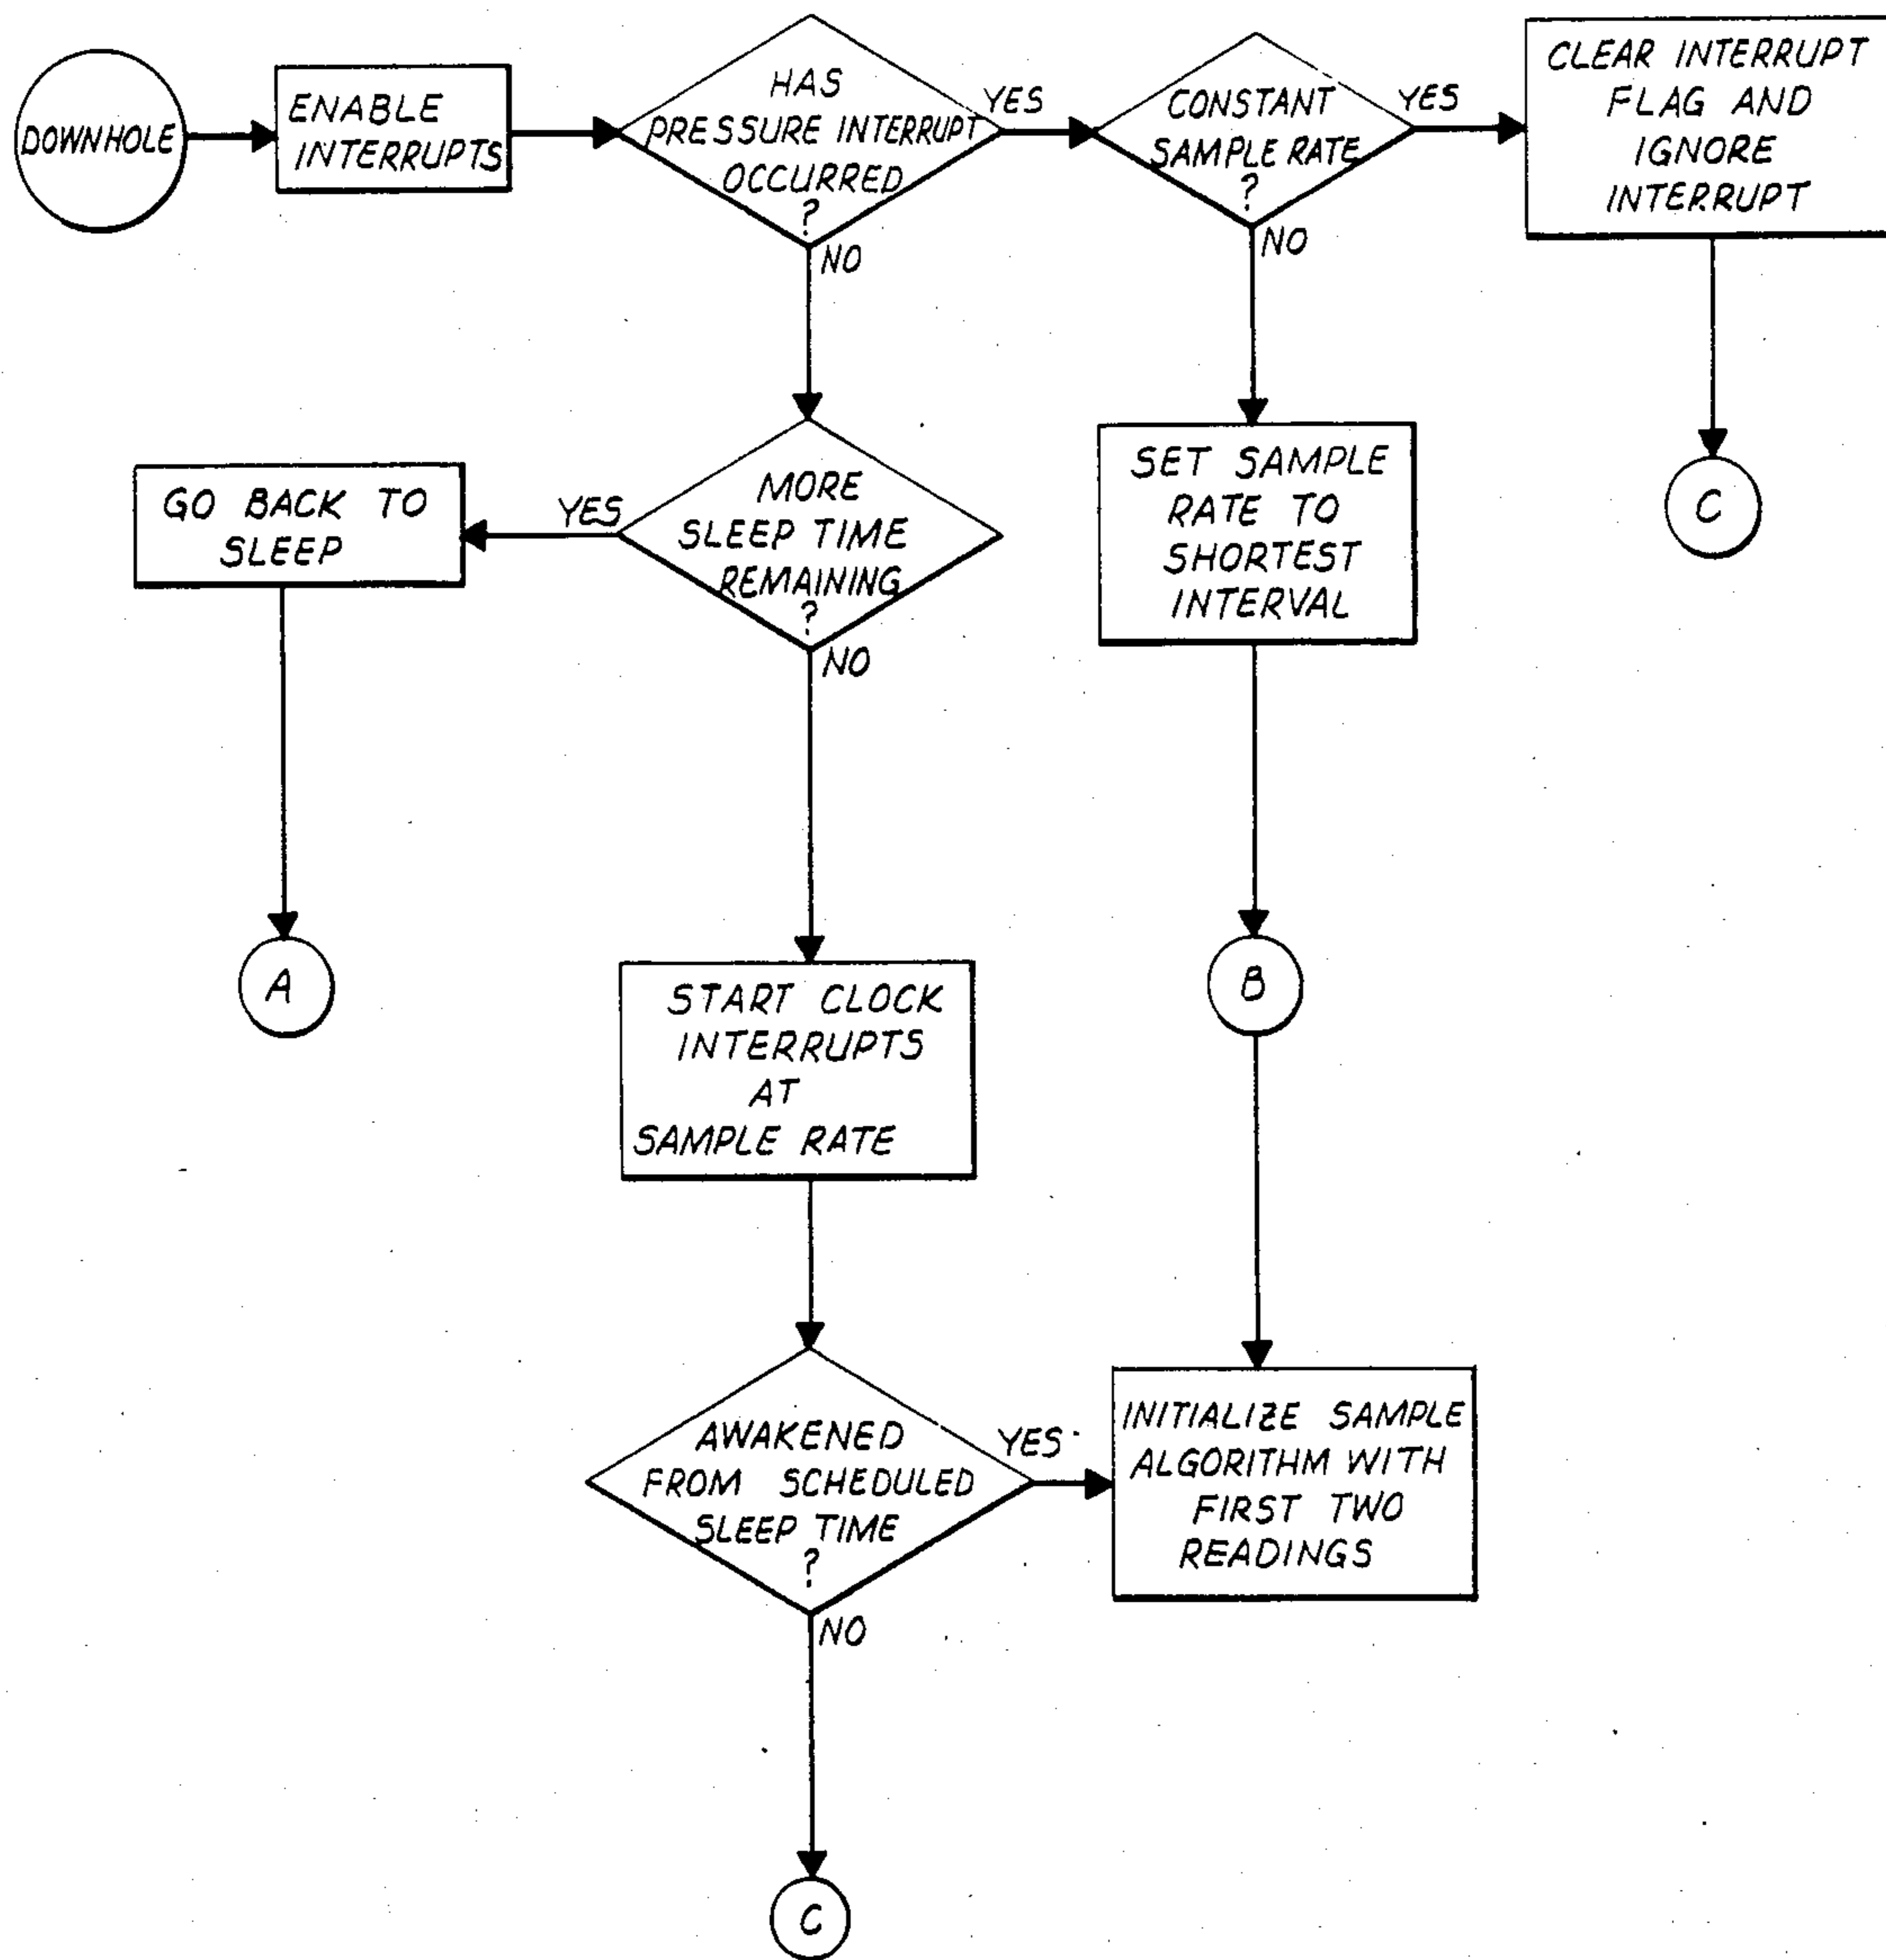 DOWNHOLE
ENABLE
INTERRUPTS
HAS
PRESSURE INTERRUPT
OCCURRED
?
YES
NO
CONSTANT
SAMPLE RATE
?
YES
NO
CLEAR INTERRUPT
FLAG AND
IGNORE
INTERRUPT
C
MORE
SLEEP TIME
REMAINING
?
YES
NO
GO BACK TO
SLEEP
A
SET SAMPLE
RATE TO
SHORTEST
INTERVAL
B
START CLOCK
INTERRUPTS
AT
SAMPLE RATE
AWAKENED
FROM SCHEDULED
SLEEP TIME
?
YES
NO
INITIALIZE SAMPLE
ALGORITHM WITH
FIRST TWO
READINGS
C